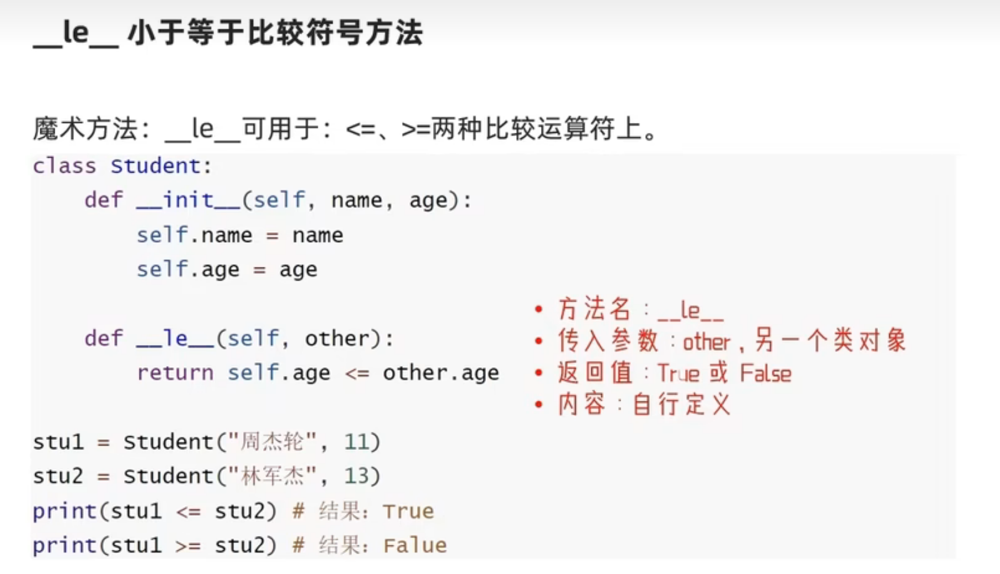 __le__ 小于等于比较符号方法
魔术方法：__le__可用于：<=、>=两种比较运算符上。
class Student:
    def __init__(self, name, age):
        self.name = name
        self.age = age
    def __le__(self, other):
        return self.age <= other.age
• 方法名：__le__
• 传入参数：other，另一个类对象
• 返回值：True 或 False
• 内容：自行定义
stu1 = Student("周杰轮", 11)
stu2 = Student("林军杰", 13)
print(stu1 <= stu2) # 结果：True
print(stu1 >= stu2) # 结果：Falue